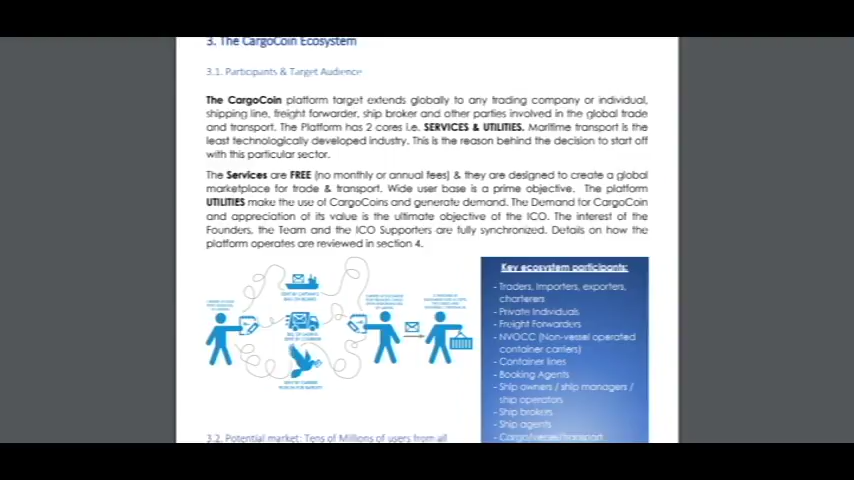 3. The CargoCoin Ecosystem
3.1. Participants & Target Audience
The CargoCoin platform target extends globally to any trading company or individual,
shipping line, freight forwarder, ship broker and other parties involved in the global trade
and transport. The Platform has 2 cores i.e. SERVICES & UTILITIES. Maritime transport is the
least technologically developed industry. This is the reason behind the decision to start off
with this particular sector.
The Services are FREE (no monthly or annual fees) & they are designed to create a global
marketplace for trade & transport. Wide user base is a prime objective. The platform
UTILITIES make the use of CargoCoins and generate demand. The Demand for CargoCoin
and appreciation of its value is the ultimate objective of the ICO. The interest of the
Founders, the Team and the ICO Supporters are fully synchronized. Details on how the
platform operates are reviewed in section 4.
Key ecosystem participants:
- Traders, Importers, exporters,
charterers
- Private Individuals
- Freight Forwarders
- NVOCC (Non-vessel operated
container carriers)
- Container lines
- Booking Agents
- Ship owners / ship managers /
ship operators
- Ship brokers
- Ship agents
- Cargo/vessel/transport
3.2. Potential market: Tens of Millions of users from all